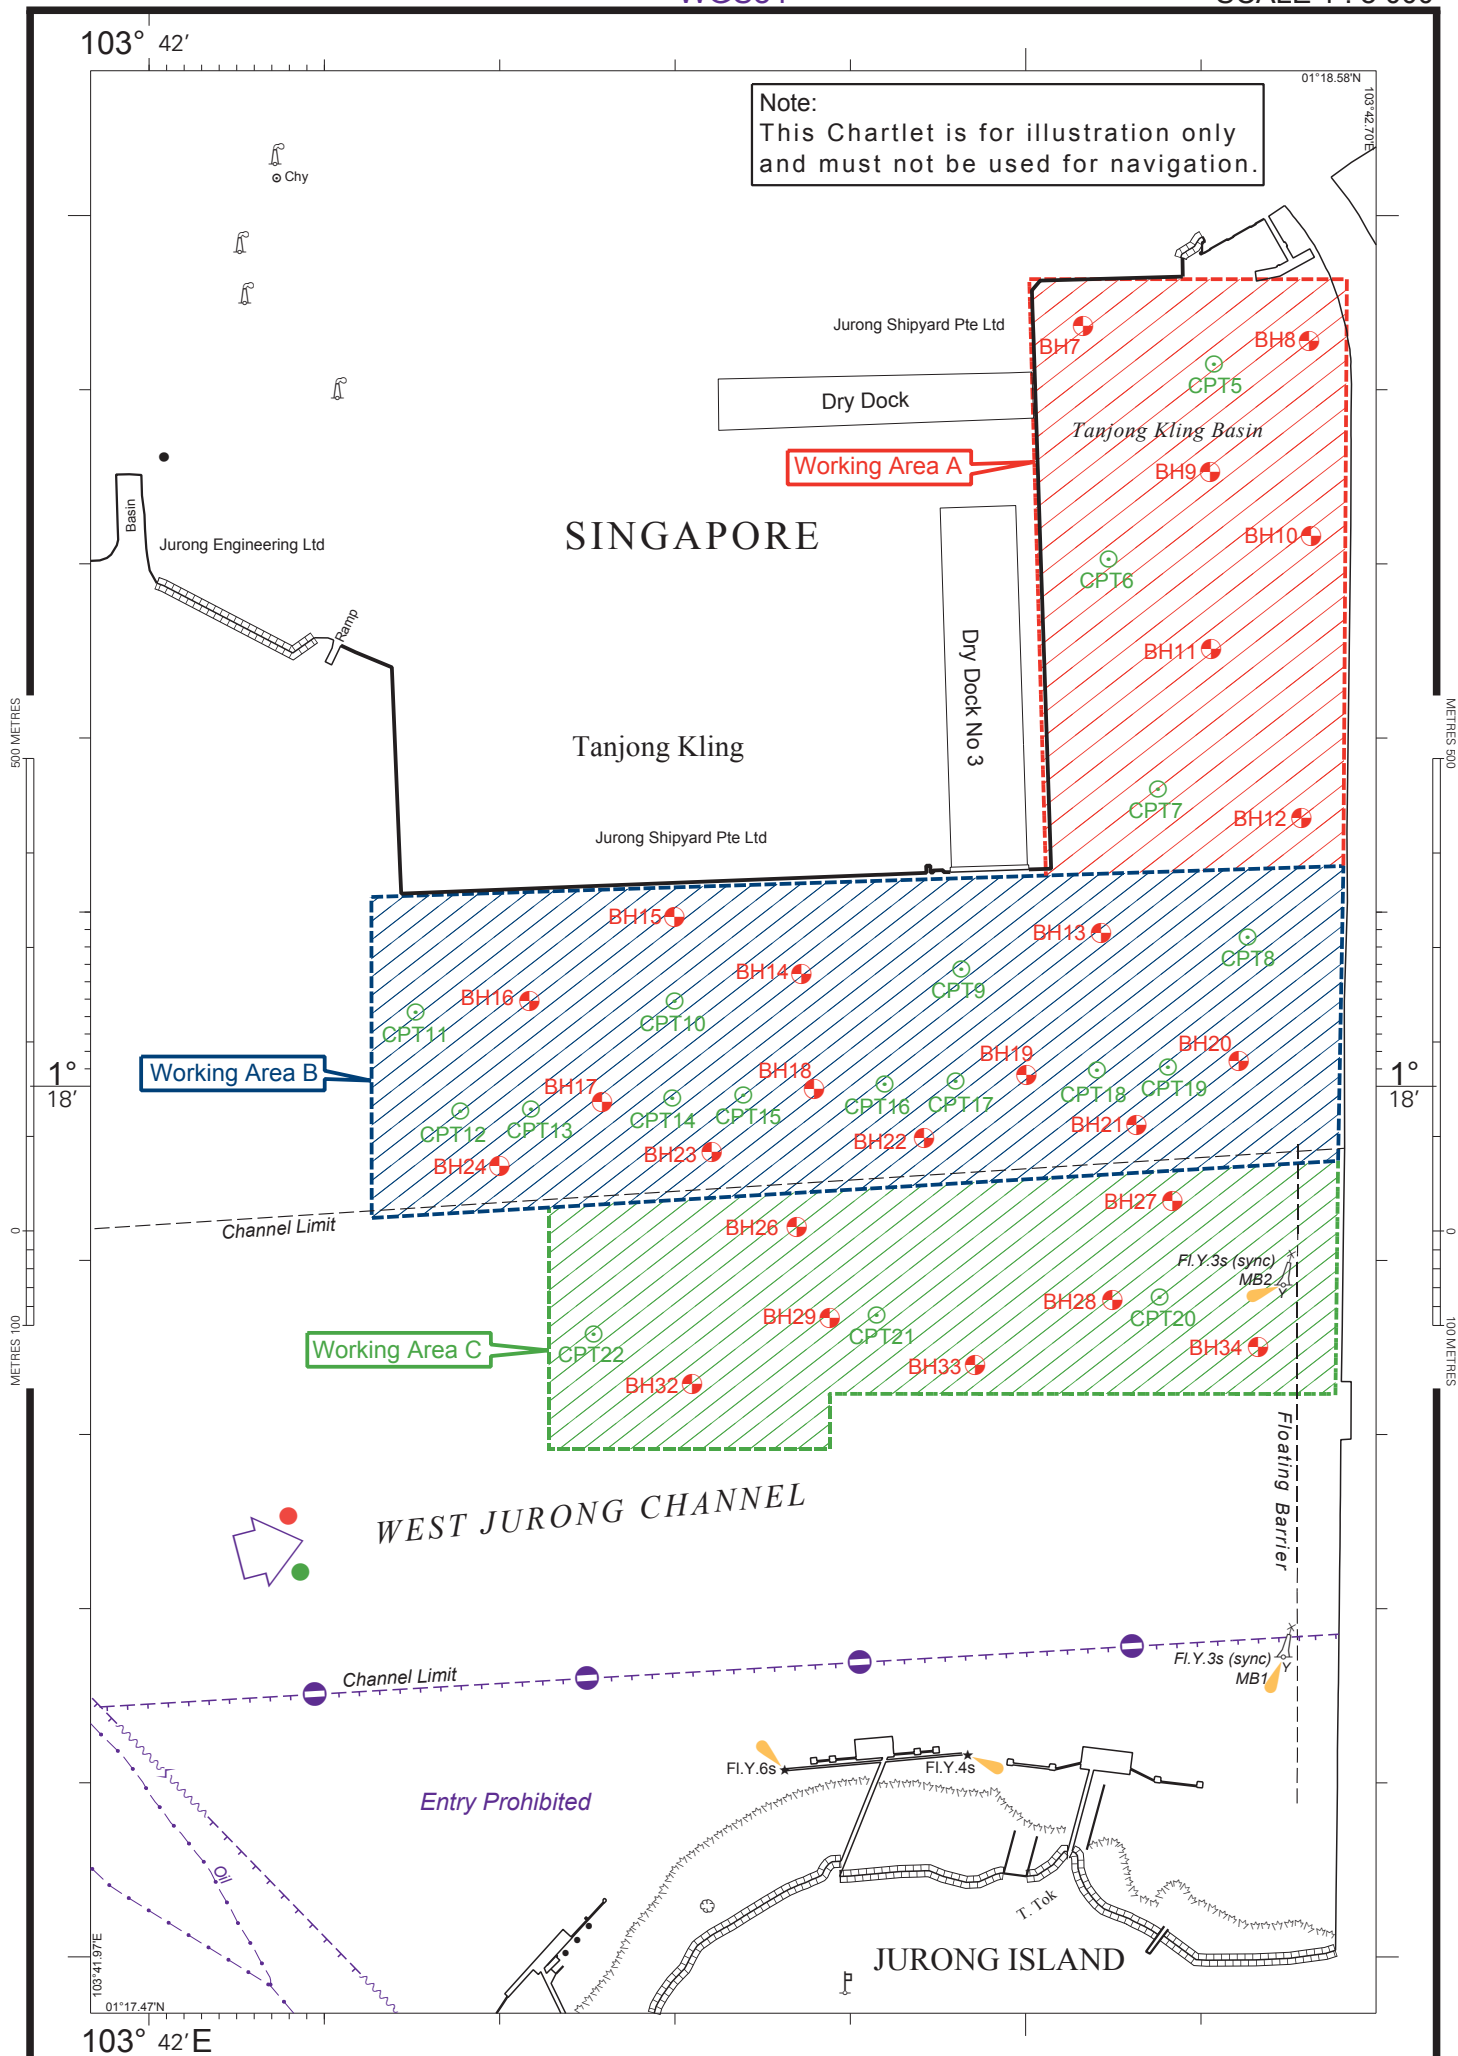 103° 42′
01°18.58'N
103°42.70'E
Note:
This Chartlet is for illustration only
and must not be used for navigation.
Chy
Jurong Shipyard Pte Ltd
BH7
BH8
CPT5
Dry Dock
Tanjong Kling Basin
Working Area A
BH9
Basin
Jurong Engineering Ltd
SINGAPORE
BH10
CPT6
Ramp
Dry Dock No 3
BH11
500 METRES
METRES 500
Tanjong Kling
CPT7
BH12
Jurong Shipyard Pte Ltd
BH15
BH13
CPT8
BH14
CPT9
BH16
CPT10
CPT11
1°
18′
Working Area B
BH17
BH18
BH19
BH20
1°
18′
CPT12
CPT13
CPT14
CPT15
CPT16
CPT17
CPT18
CPT19
BH21
BH22
BH23
BH24
Channel Limit
BH26
BH27
0
0
Fl.Y.3s (sync)
MB2
Y
BH28
CPT20
BH29
CPT21
Working Area C
CPT22
BH34
BH33
BH32
METRES 100
100 METRES
Floating Barrier
WEST JURONG CHANNEL
Channel Limit
Fl.Y.3s (sync)
MB1
Y
Fl.Y.6s
Fl.Y.4s
Entry Prohibited
Oil
T. Tok
JURONG ISLAND
103°41.97'E
01°17.47'N
103° 42′E